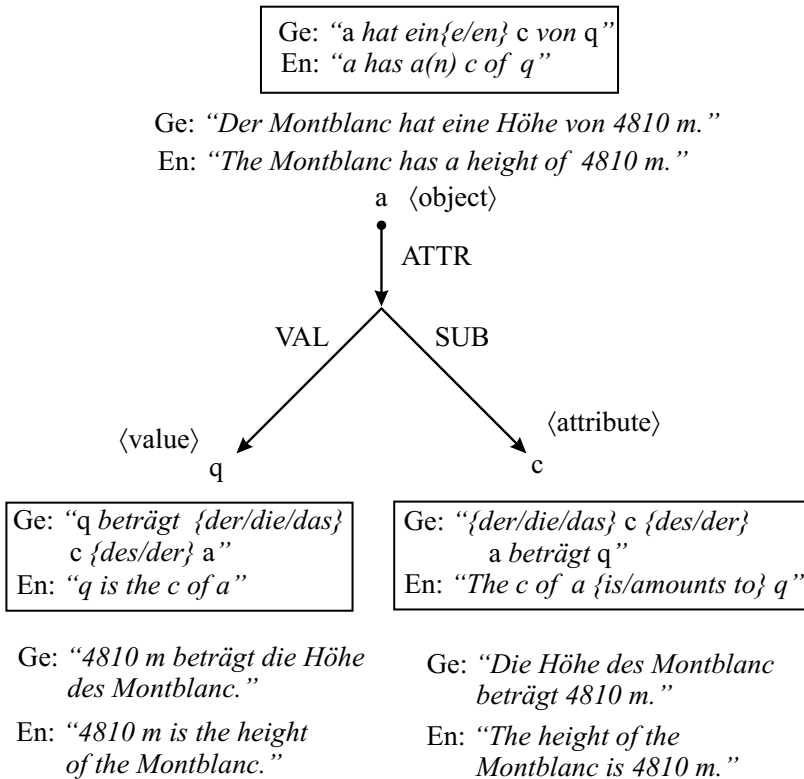 Ge: “a hat ein{e/en} c von q”
En: “a has a(n) c of q”
Ge: “Der Montblanc hat eine Höhe von 4810 m.”
En: “The Montblanc has a height of 4810 m.”
a ⟨object⟩
ATTR
VAL
SUB
⟨value⟩
q
⟨attribute⟩
c
Ge: “q beträgt {der/die/das}
c {des/der} a”
En: “q is the c of a”
Ge: “{der/die/das} c {des/der}
a beträgt q”
En: “The c of a {is/amounts to} q”
Ge: “4810 m beträgt die Höhe
des Montblanc.”
En: “4810 m is the height
of the Montblanc.”
Ge: “Die Höhe des Montblanc
beträgt 4810 m.”
En: “The height of the
Montblanc is 4810 m.”